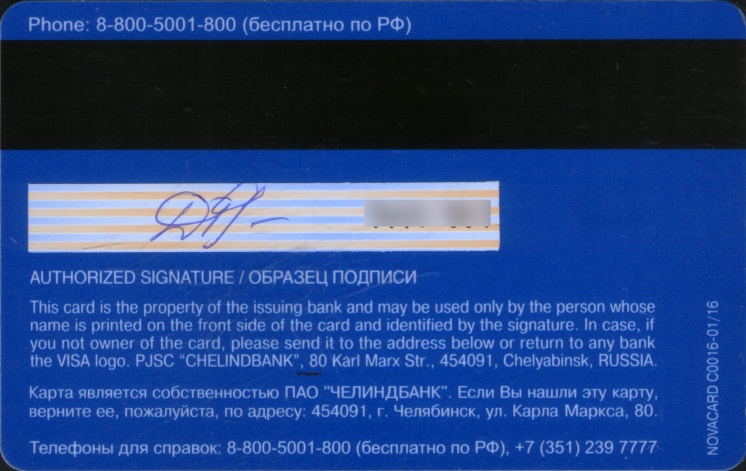 Phone: 8-800-5001-800 (бесплатно по РФ)
AUTHORIZED SIGNATURE / ОБРАЗЕЦ ПОДПИСИ
This card is the property of the issuing bank and may be used only by the person whose
name is printed on the front side of the card and identified by the signature. In case, if
you not owner of the card, please send it to the address below or return to any bank
the VISA logo. PJSC “CHELINDBANK”, 80 Karl Marx Str., 454091, Chelyabinsk, RUSSIA.
Карта является собственностью ПАО "ЧЕЛИНДБАНК". Если Вы нашли эту карту,
верните ее, пожалуйста, по адресу: 454091, г. Челябинск, ул. Карла Маркса, 80.
Телефоны для справок: 8-800-5001-800 (бесплатно по РФ), +7 (351) 239 7777
NOVACARD C0016-01/16